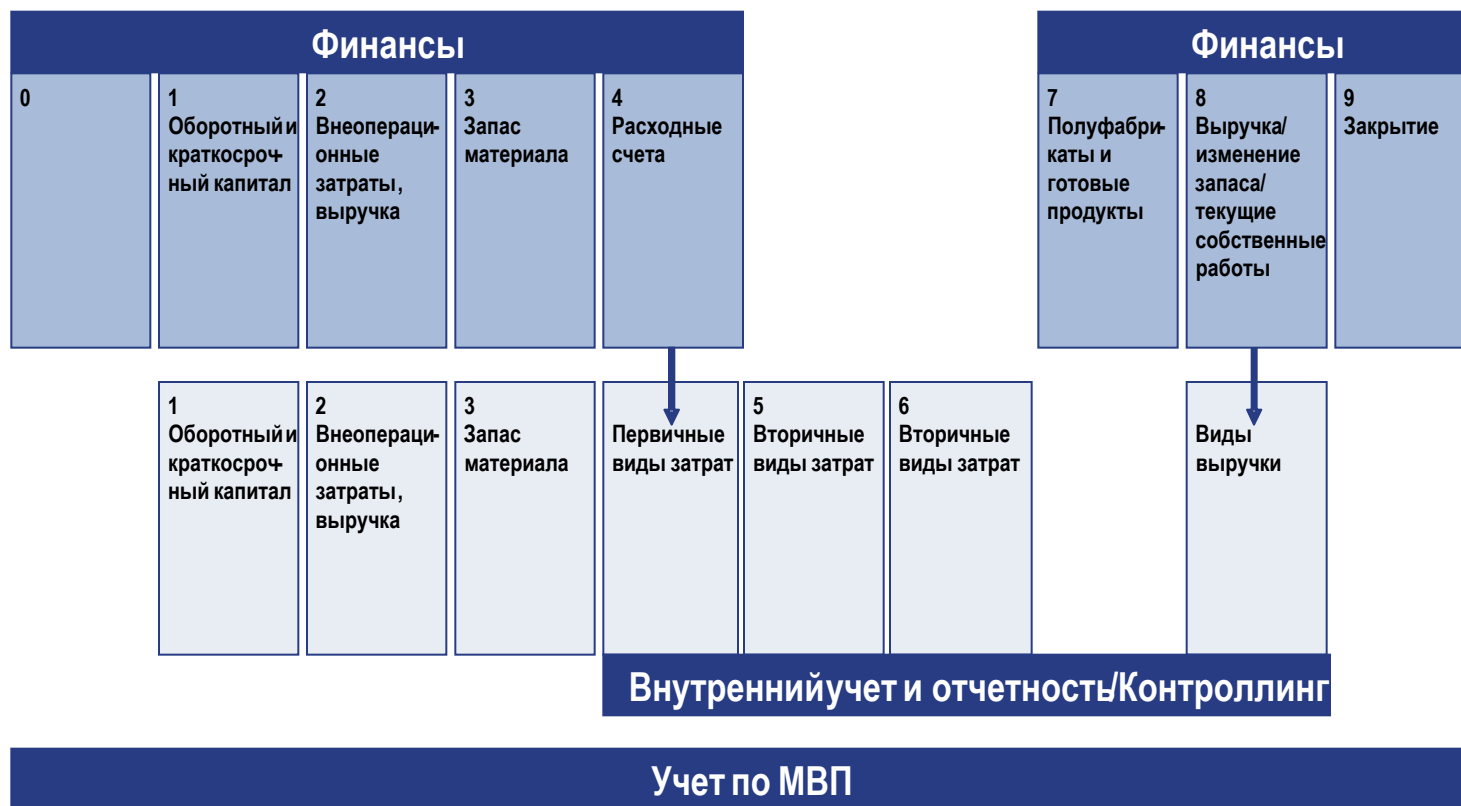 Финансы
Финансы
0
1
Оборотный и
краткосроч-
ный капитал
2
Внеопераци-
онные
затраты,
выручка
3
Запас
материала
4
Расходные
счета
7
Полуфабри-
каты и
готовые
продукты
8
Выручка/
изменение
запаса/
текущие
собственные
работы
9
Закрытие
1
Оборотный и
краткосроч-
ный капитал
2
Внеопераци-
онные
затраты,
выручка
3
Запас
материала
Первичные
виды затрат
5
Вторичные
виды затрат
6
Вторичные
виды затрат
Виды
выручки
Внутренний учет и отчетность/Контроллинг
Учет по МВП